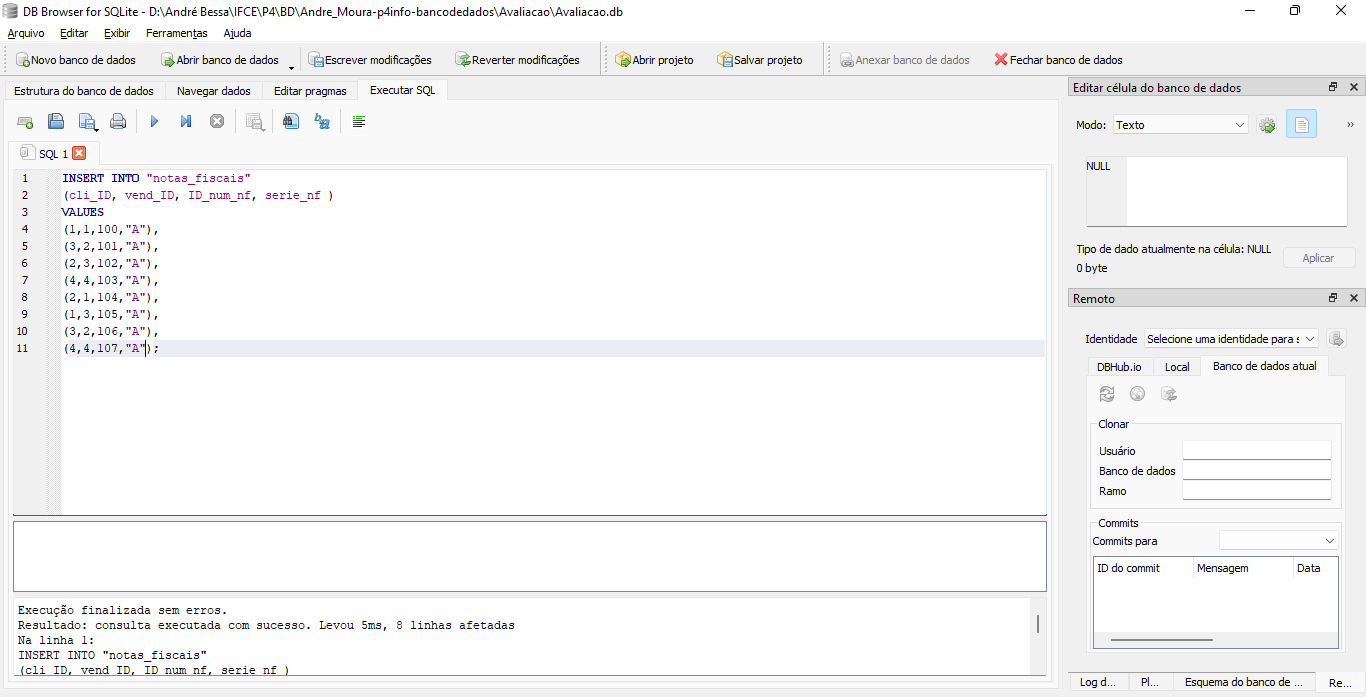 DB Browser for SQLite - D:\André Bessa\IFCE\P4\BD\Andre_Moura-p4info-bancodedados\Avaliacao\Avaliacao.db
Arquivo Editar Exibir Ferramentas Ajuda
Novo banco de dados Abrir banco de dados Escrever modificações Reverter modificações Abrir projeto Salvar projeto Anexar banco de dados Fechar banco de dados
Estrutura do banco de dados Navegar dados Editar pragmas Executar SQL
SQL 1
1 INSERT INTO "notas_fiscais"
2 (cli_ID, vend_ID, ID_num_nf, serie_nf )
3 VALUES
4 (1,1,100,"A"),
5 (3,2,101,"A"),
6 (2,3,102,"A"),
7 (4,4,103,"A"),
8 (2,1,104,"A"),
9 (1,3,105,"A"),
10 (3,2,106,"A"),
11 (4,4,107,"A");
Execução finalizada sem erros.
Resultado: consulta executada com sucesso. Levou 5ms, 8 linhas afetadas
Na linha 1:
INSERT INTO "notas_fiscais"
(cli_ID, vend_ID, ID_num_nf, serie_nf )
Editar célula do banco de dados
Modo: Texto »
NULL
Tipo de dado atualmente na célula: NULL
0 byte
Aplicar
Remoto
Identidade Selecione uma identidade para s
DBHub.io Local Banco de dados atual
Clonar
Usuário
Banco de dados
Ramo
Commits
Commits para
ID do commit Mensagem Data
Log d... Pl... Esquema do banco de ... Re...